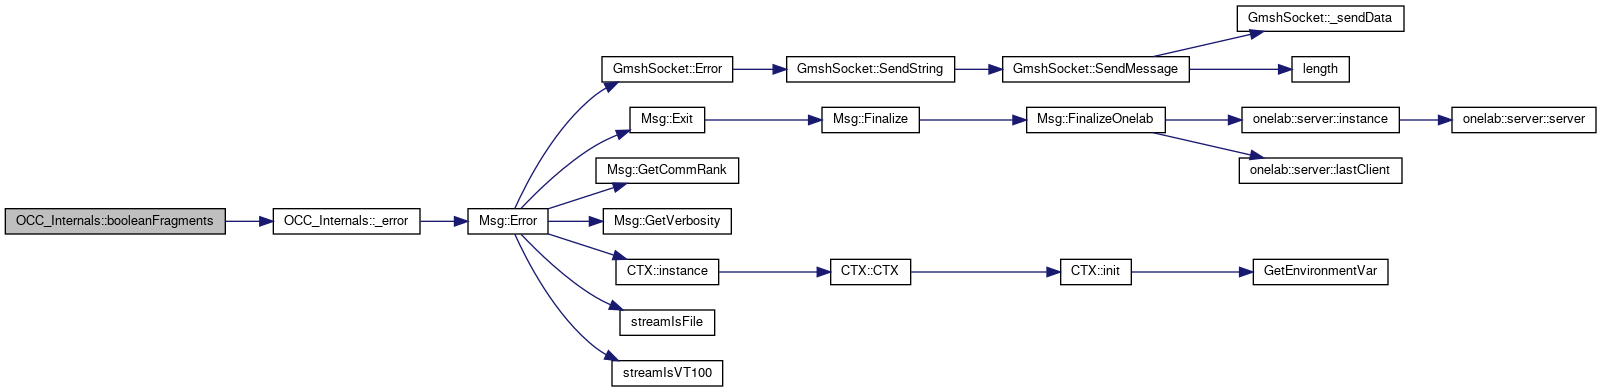 GmshSocket::_sendData
GmshSocket::Error
GmshSocket::SendString
GmshSocket::SendMessage
length
Msg::Exit
Msg::Finalize
Msg::FinalizeOnelab
onelab::server::instance
onelab::server::server
Msg::GetCommRank
onelab::server::lastClient
OCC_Internals::booleanFragments
OCC_Internals::_error
Msg::Error
Msg::GetVerbosity
CTX::instance
CTX::CTX
CTX::init
GetEnvironmentVar
streamIsFile
streamIsVT100